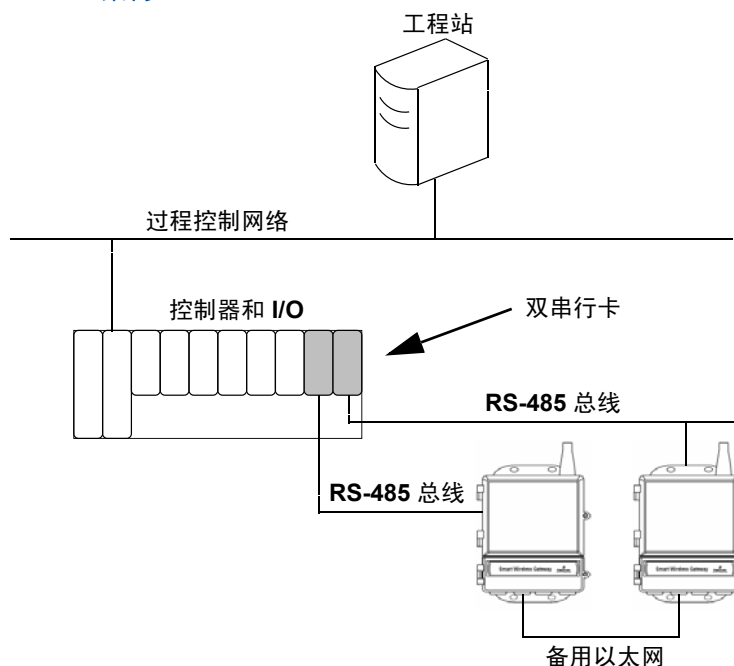 工程站
过程控制网络
控制器和 I/O
双串行卡
RS-485 总线
RS-485 总线
Smart Wireless Gateway
Smart Wireless Gateway
备用以太网